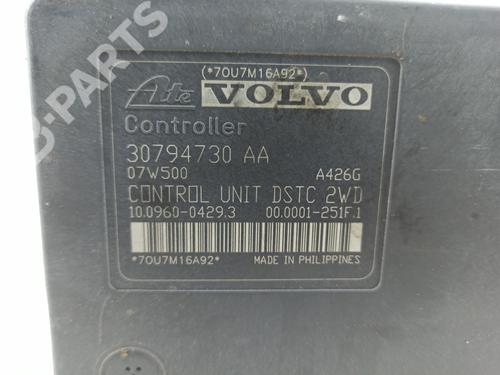 B-PARTS
(*70U7M16A92*)
Ate VOLVO
Controller
30794730 AA
07W500 A426G
CONTROL UNIT DSTC 2WD
10.0960-0429.3 00.0001-251F.1
*70U7M16A92* MADE IN PHILIPPINES